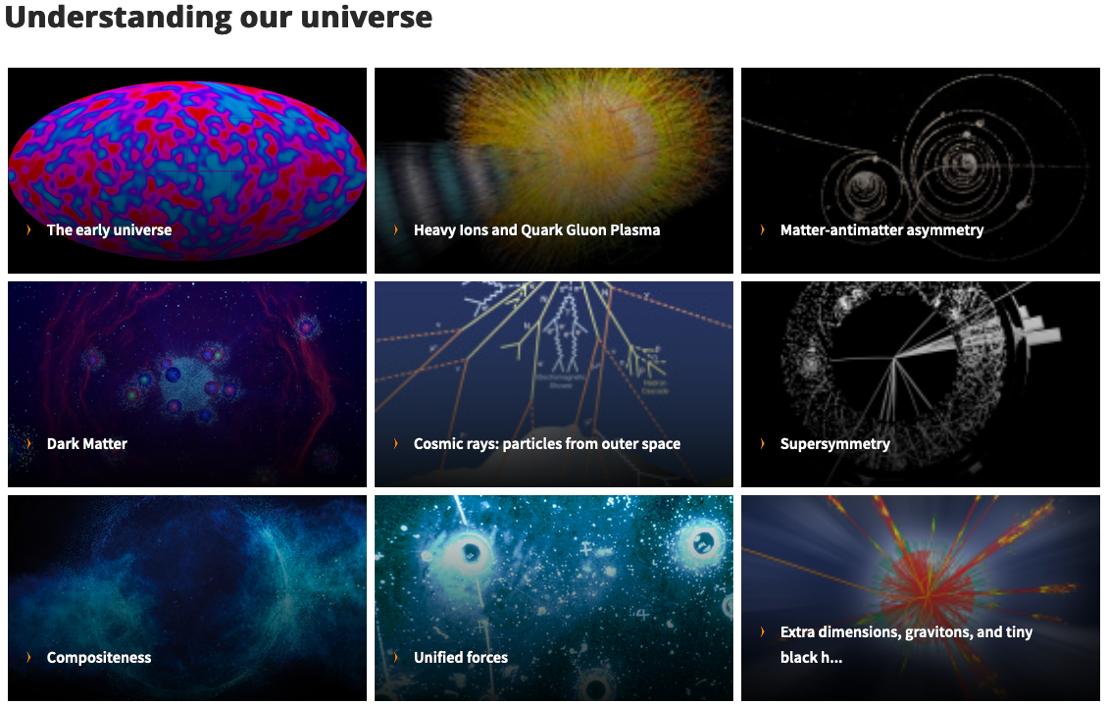 Understanding our universe
The early universe
Heavy Ions and Quark Gluon Plasma
Matter-antimatter asymmetry
Dark Matter
Cosmic rays: particles from outer space
Supersymmetry
Compositeness
Unified forces
Extra dimensions, gravitons, and tiny
black h...